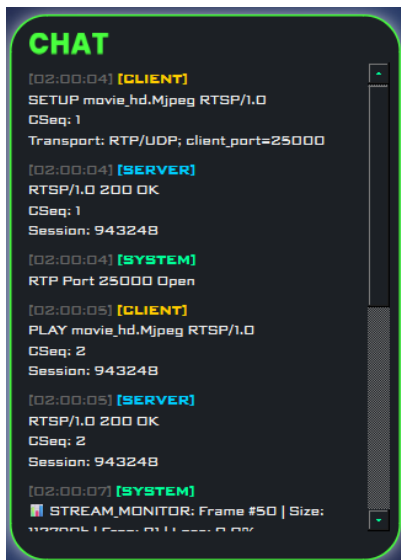 CHAT
[02:00:04] [CLIENT]
SETUP movie_hd.Mjpeg RTSP/1.0
CSeq: 1
Transport: RTP/UDP; client_port=25000
[02:00:04] [SERVER]
RTSP/1.0 200 OK
CSeq: 1
Session: 943248
[02:00:04] [SYSTEM]
RTP Port 25000 Open
[02:00:05] [CLIENT]
PLAY movie_hd.Mjpeg RTSP/1.0
CSeq: 2
Session: 943248
[02:00:05] [SERVER]
RTSP/1.0 200 OK
CSeq: 2
Session: 943248
[02:00:07] [SYSTEM]
📊 STREAM_MONITOR: Frame #50 | Size: